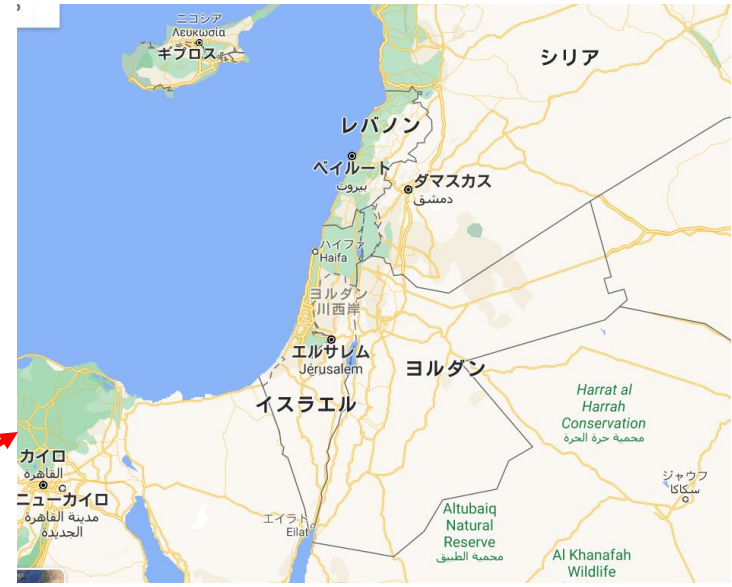 ニコシア
Λευκωσία
キプロス
シリア
レバノン
ベイルート
بيروت
ダマスカス
دمشق
ハイファ
Haifa
ヨルダン
川西岸
エルサレム
Jerusalem
ヨルダン
イスラエル
Harrat al
Harrah
Conservation
محمية حرة الحرة
カイロ
القاهرة
ニューカイロ
مدينة القاهرة
الجديدة
エイラト
Eilat
Altubaiq
Natural
Reserve
محمية الطبيق
ジャウフ
سكاكا
Al Khanafah
Wildlife